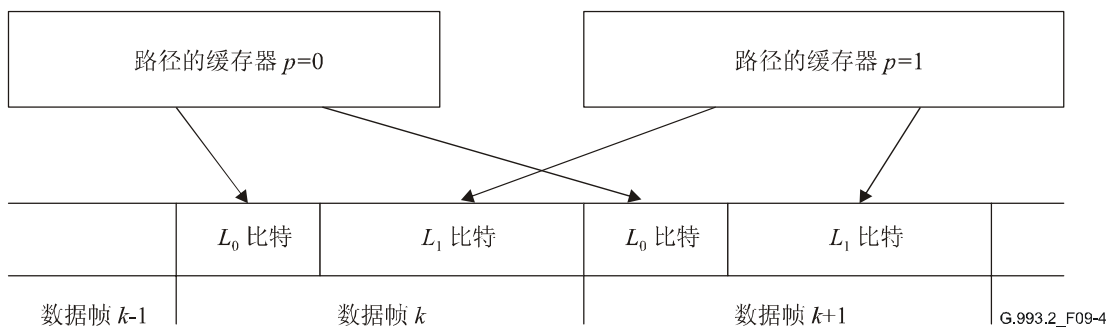 路径的缓存器 p=0
路径的缓存器 p=1
L₀ 比特
L₁ 比特
L₀ 比特
L₁ 比特
数据帧 k-1
数据帧 k
数据帧 k+1
G.993.2_F09-4